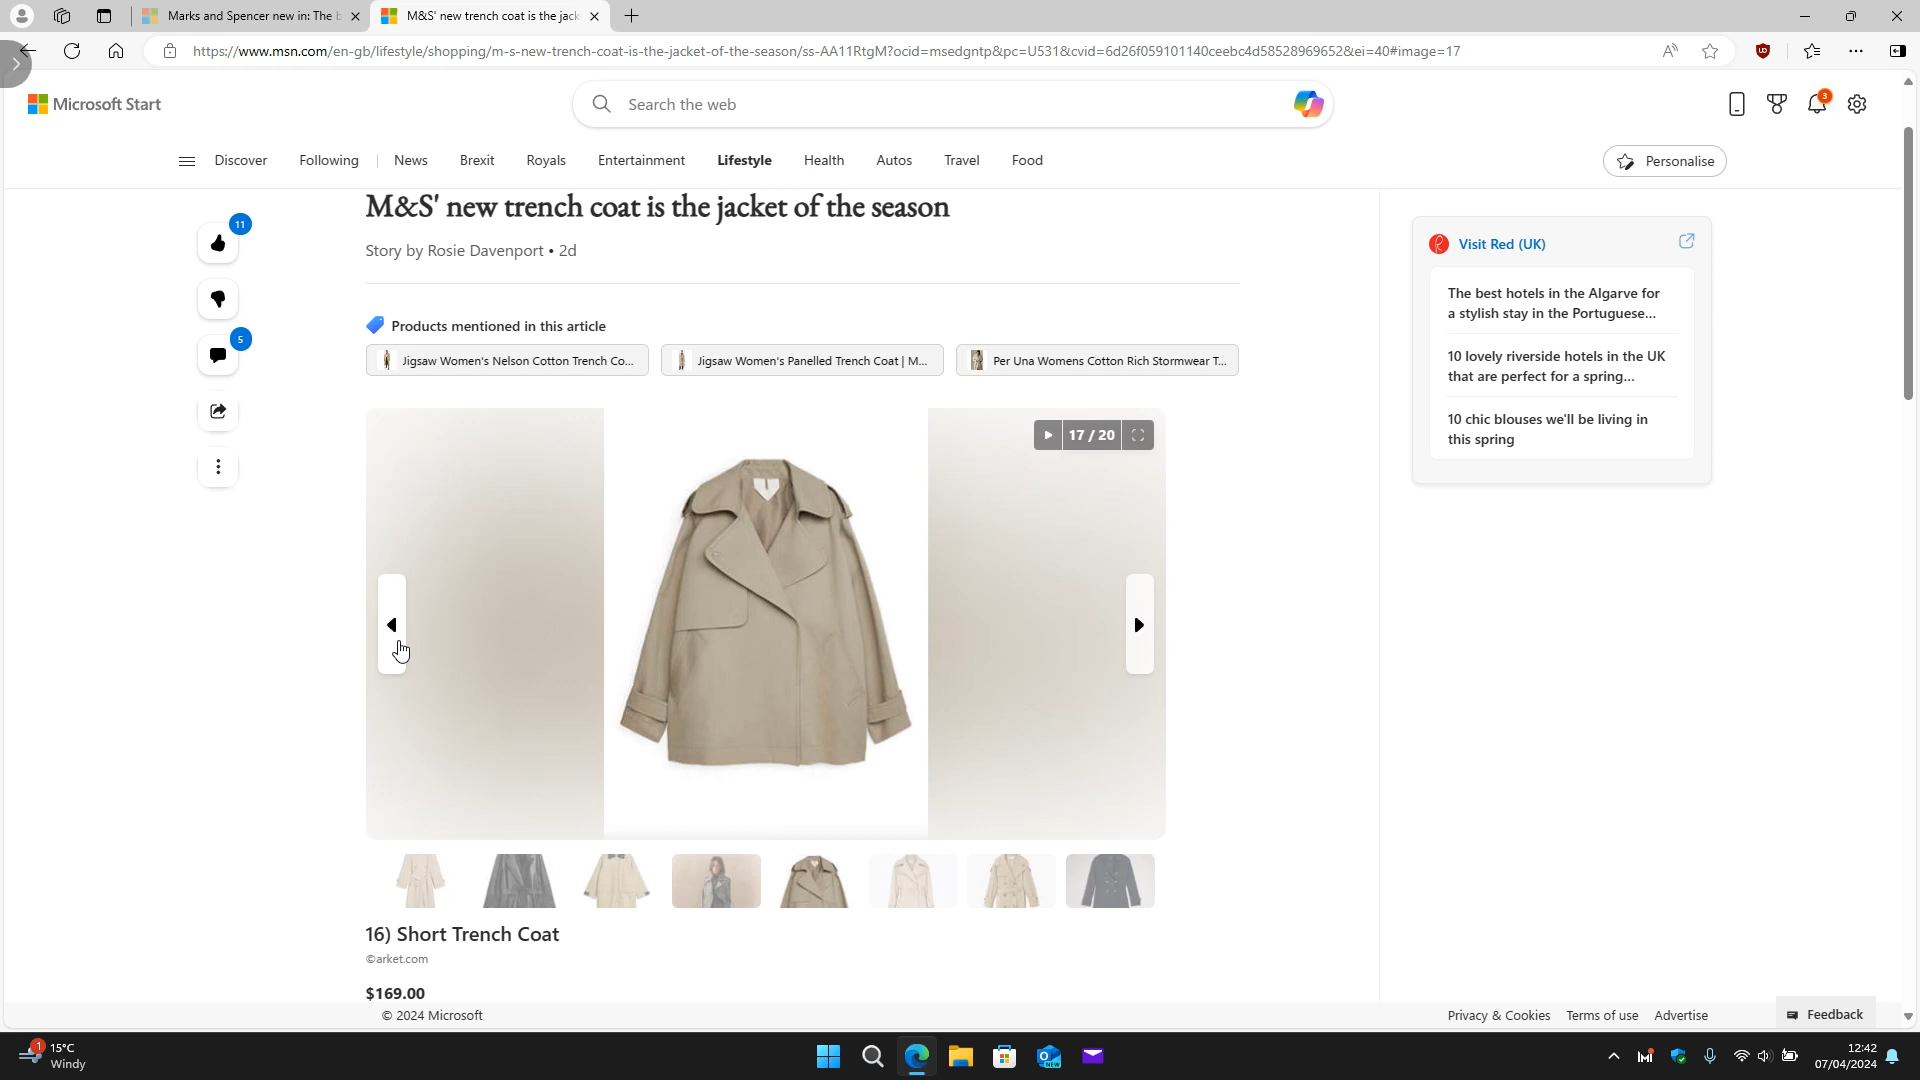 Marks and Spencer new in: The b
M&S' new trench coat is the jack
https://www.msn.com/en-gb/lifestyle/shopping/m-s-new-trench-coat-is-the-jacket-of-the-season/ss-AA11RtgM?ocid=msedgntp&pc=U531&cvid=6d26f059101140ceebc4d58528969652&ei=40#image=17
Microsoft Start
Search the web
3
Discover
Following
News
Brexit
Royals
Entertainment
Lifestyle
Health
Autos
Travel
Food
Personalise
M&S' new trench coat is the jacket of the season
Story by Rosie Davenport • 2d
11
5
Products mentioned in this article
Jigsaw Women's Nelson Cotton Trench Co...
Jigsaw Women's Panelled Trench Coat | M...
Per Una Womens Cotton Rich Stormwear T...
17 / 20
Visit Red (UK)
The best hotels in the Algarve for
a stylish stay in the Portuguese...
10 lovely riverside hotels in the UK
that are perfect for a spring...
10 chic blouses we'll be living in
this spring
16) Short Trench Coat
©arket.com
$169.00
© 2024 Microsoft
Privacy & Cookies
Terms of use
Advertise
Feedback
1
15°C
Windy
NEW
12:42
07/04/2024